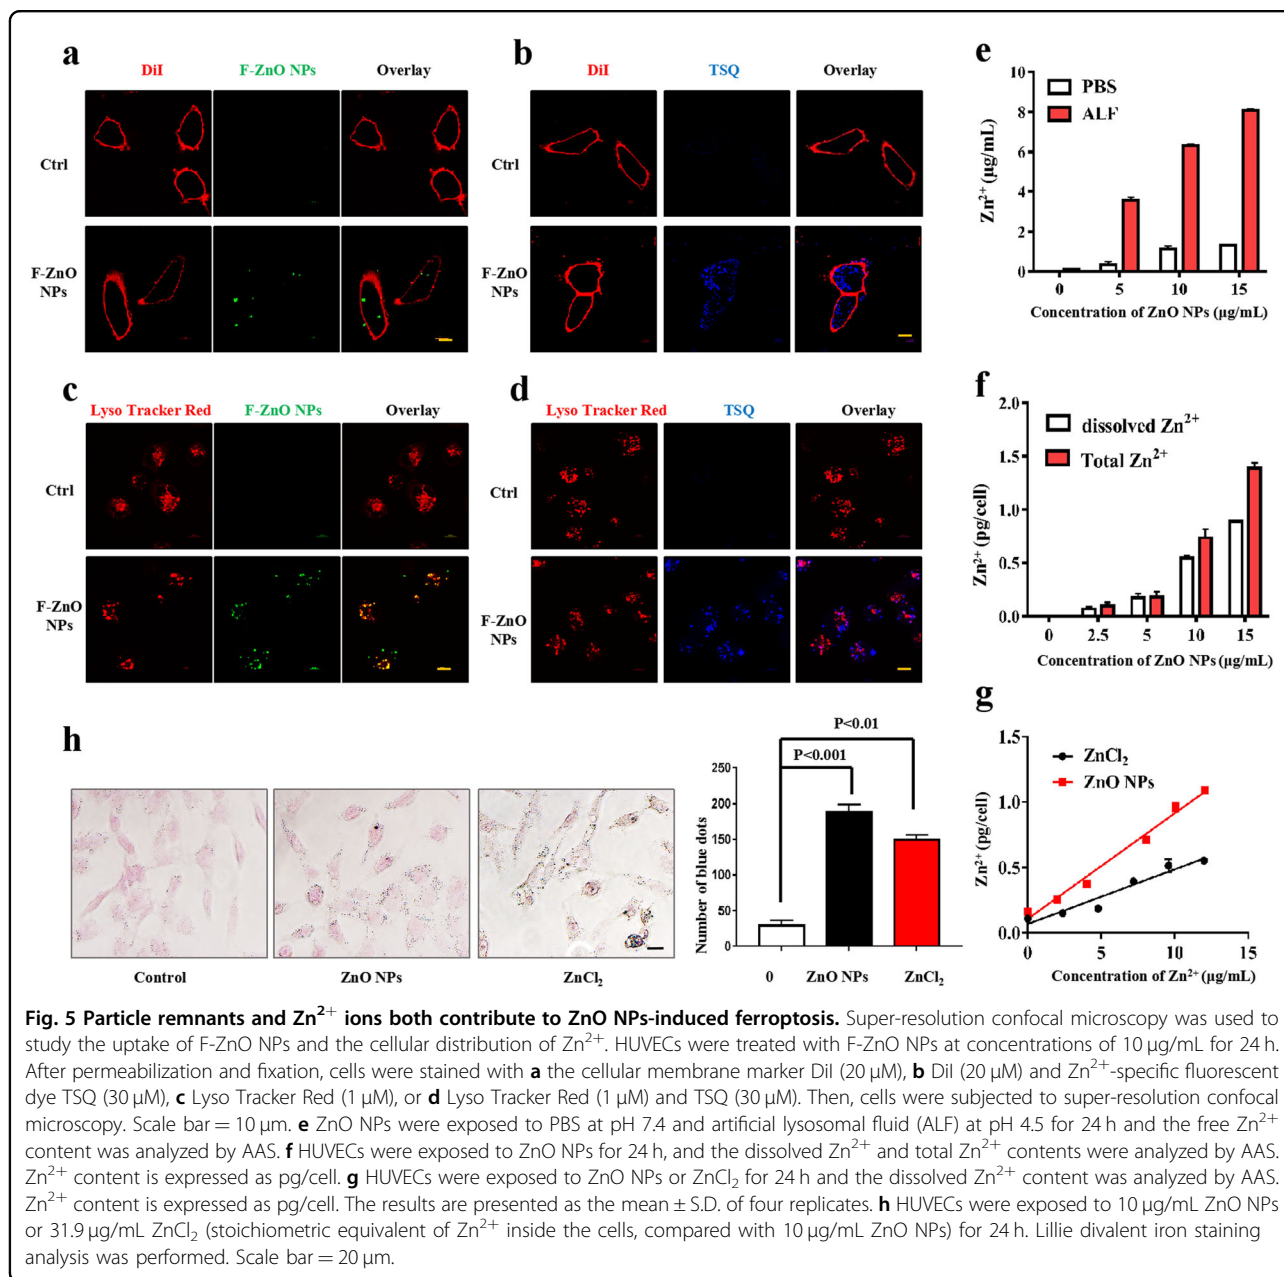 a
DiI F-ZnO NPs Overlay
Ctrl
F-ZnO
NPs
b
DiI TSQ Overlay
Ctrl
F-ZnO
NPs
c
Lyso Tracker Red F-ZnO NPs Overlay
Ctrl
F-ZnO
NPs
d
Lyso Tracker Red TSQ Overlay
Ctrl
F-ZnO
NPs
e
Zn²⁺ (µg/mL)
10
8
6
4
2
0
PBS
ALF
0 5 10 15
Concentration of ZnO NPs (µg/mL)
f
Zn²⁺ (pg/cell)
2.0
1.5
1.0
0.5
0.0
dissolved Zn²⁺
Total Zn²⁺
0 2.5 5 10 15
Concentration of ZnO NPs (µg/mL)
g
Zn²⁺ (pg/cell)
1.5
1.0
0.5
0.0
ZnCl₂
ZnO NPs
0 5 10 15
Concentration of Zn²⁺ (µg/mL)
h
Control ZnO NPs ZnCl₂
Number of blue dots
250
200
150
100
50
0
P<0.01
P<0.001
0 ZnO NPs ZnCl₂
Fig. 5 Particle remnants and Zn²⁺ ions both contribute to ZnO NPs-induced ferroptosis. Super-resolution confocal microscopy was used to
study the uptake of F-ZnO NPs and the cellular distribution of Zn²⁺. HUVECs were treated with F-ZnO NPs at concentrations of 10 µg/mL for 24 h.
After permeabilization and fixation, cells were stained with a the cellular membrane marker DiI (20 µM), b DiI (20 µM) and Zn²⁺-specific fluorescent
dye TSQ (30 µM), c Lyso Tracker Red (1 µM), or d Lyso Tracker Red (1 µM) and TSQ (30 µM). Then, cells were subjected to super-resolution confocal
microscopy. Scale bar = 10 µm. e ZnO NPs were exposed to PBS at pH 7.4 and artificial lysosomal fluid (ALF) at pH 4.5 for 24 h and the free Zn²⁺
content was analyzed by AAS. f HUVECs were exposed to ZnO NPs for 24 h, and the dissolved Zn²⁺ and total Zn²⁺ contents were analyzed by AAS.
Zn²⁺ content is expressed as pg/cell. g HUVECs were exposed to ZnO NPs or ZnCl₂ for 24 h and the dissolved Zn²⁺ content was analyzed by AAS.
Zn²⁺ content is expressed as pg/cell. The results are presented as the mean ± S.D. of four replicates. h HUVECs were exposed to 10 µg/mL ZnO NPs
or 31.9 µg/mL ZnCl₂ (stoichiometric equivalent of Zn²⁺ inside the cells, compared with 10 µg/mL ZnO NPs) for 24 h. Lillie divalent iron staining
analysis was performed. Scale bar = 20 µm.